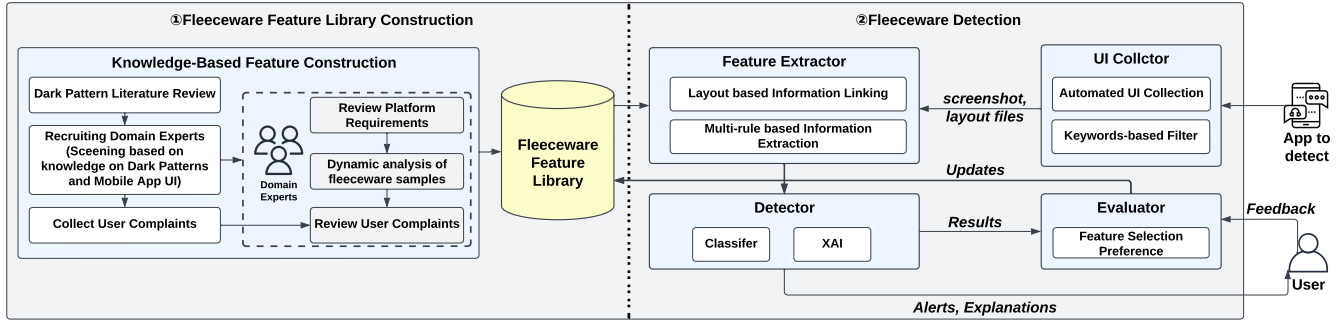 ①Fleeceware Feature Library Construction
Knowledge-Based Feature Construction
Dark Pattern Literature Review
Recruiting Domain Experts
(Sceening based on
knowledge on Dark Patterns
and Mobile App UI)
Collect User Complaints
Domain
Experts
Review Platform
Requirements
Dynamic analysis of
fleeceware samples
Review User Complaints
Fleeceware
Feature
Library
②Fleeceware Detection
Feature Extractor
Layout based Information Linking
Multi-rule based Information
Extraction
screenshot,
layout files
UI Collctor
Automated UI Collection
Keywords-based Filter
App to
detect
Updates
Detector
Classifer
XAI
Results
Evaluator
Feature Selection
Preference
Feedback
User
Alerts, Explanations